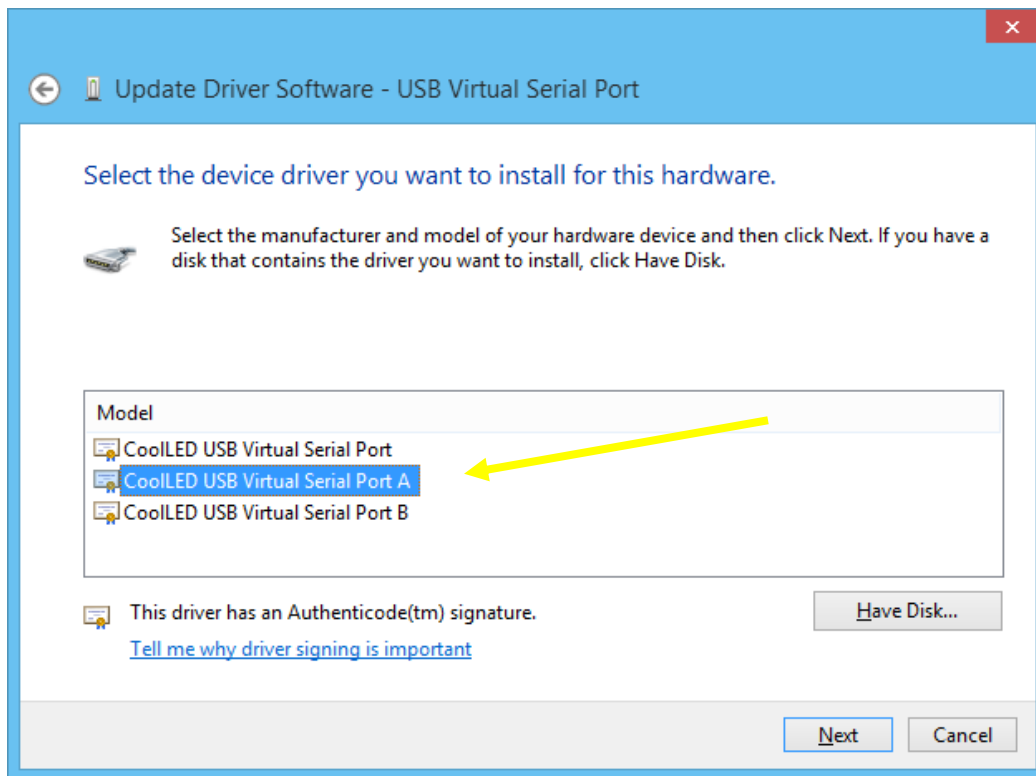 Update Driver Software - USB Virtual Serial Port
Select the device driver you want to install for this hardware.
Select the manufacturer and model of your hardware device and then click Next. If you have a
disk that contains the driver you want to install, click Have Disk.
Model
CoolLED USB Virtual Serial Port
CoolLED USB Virtual Serial Port A
CoolLED USB Virtual Serial Port B
This driver has an Authenticode(tm) signature.
Have Disk...
Tell me why driver signing is important
Next
Cancel